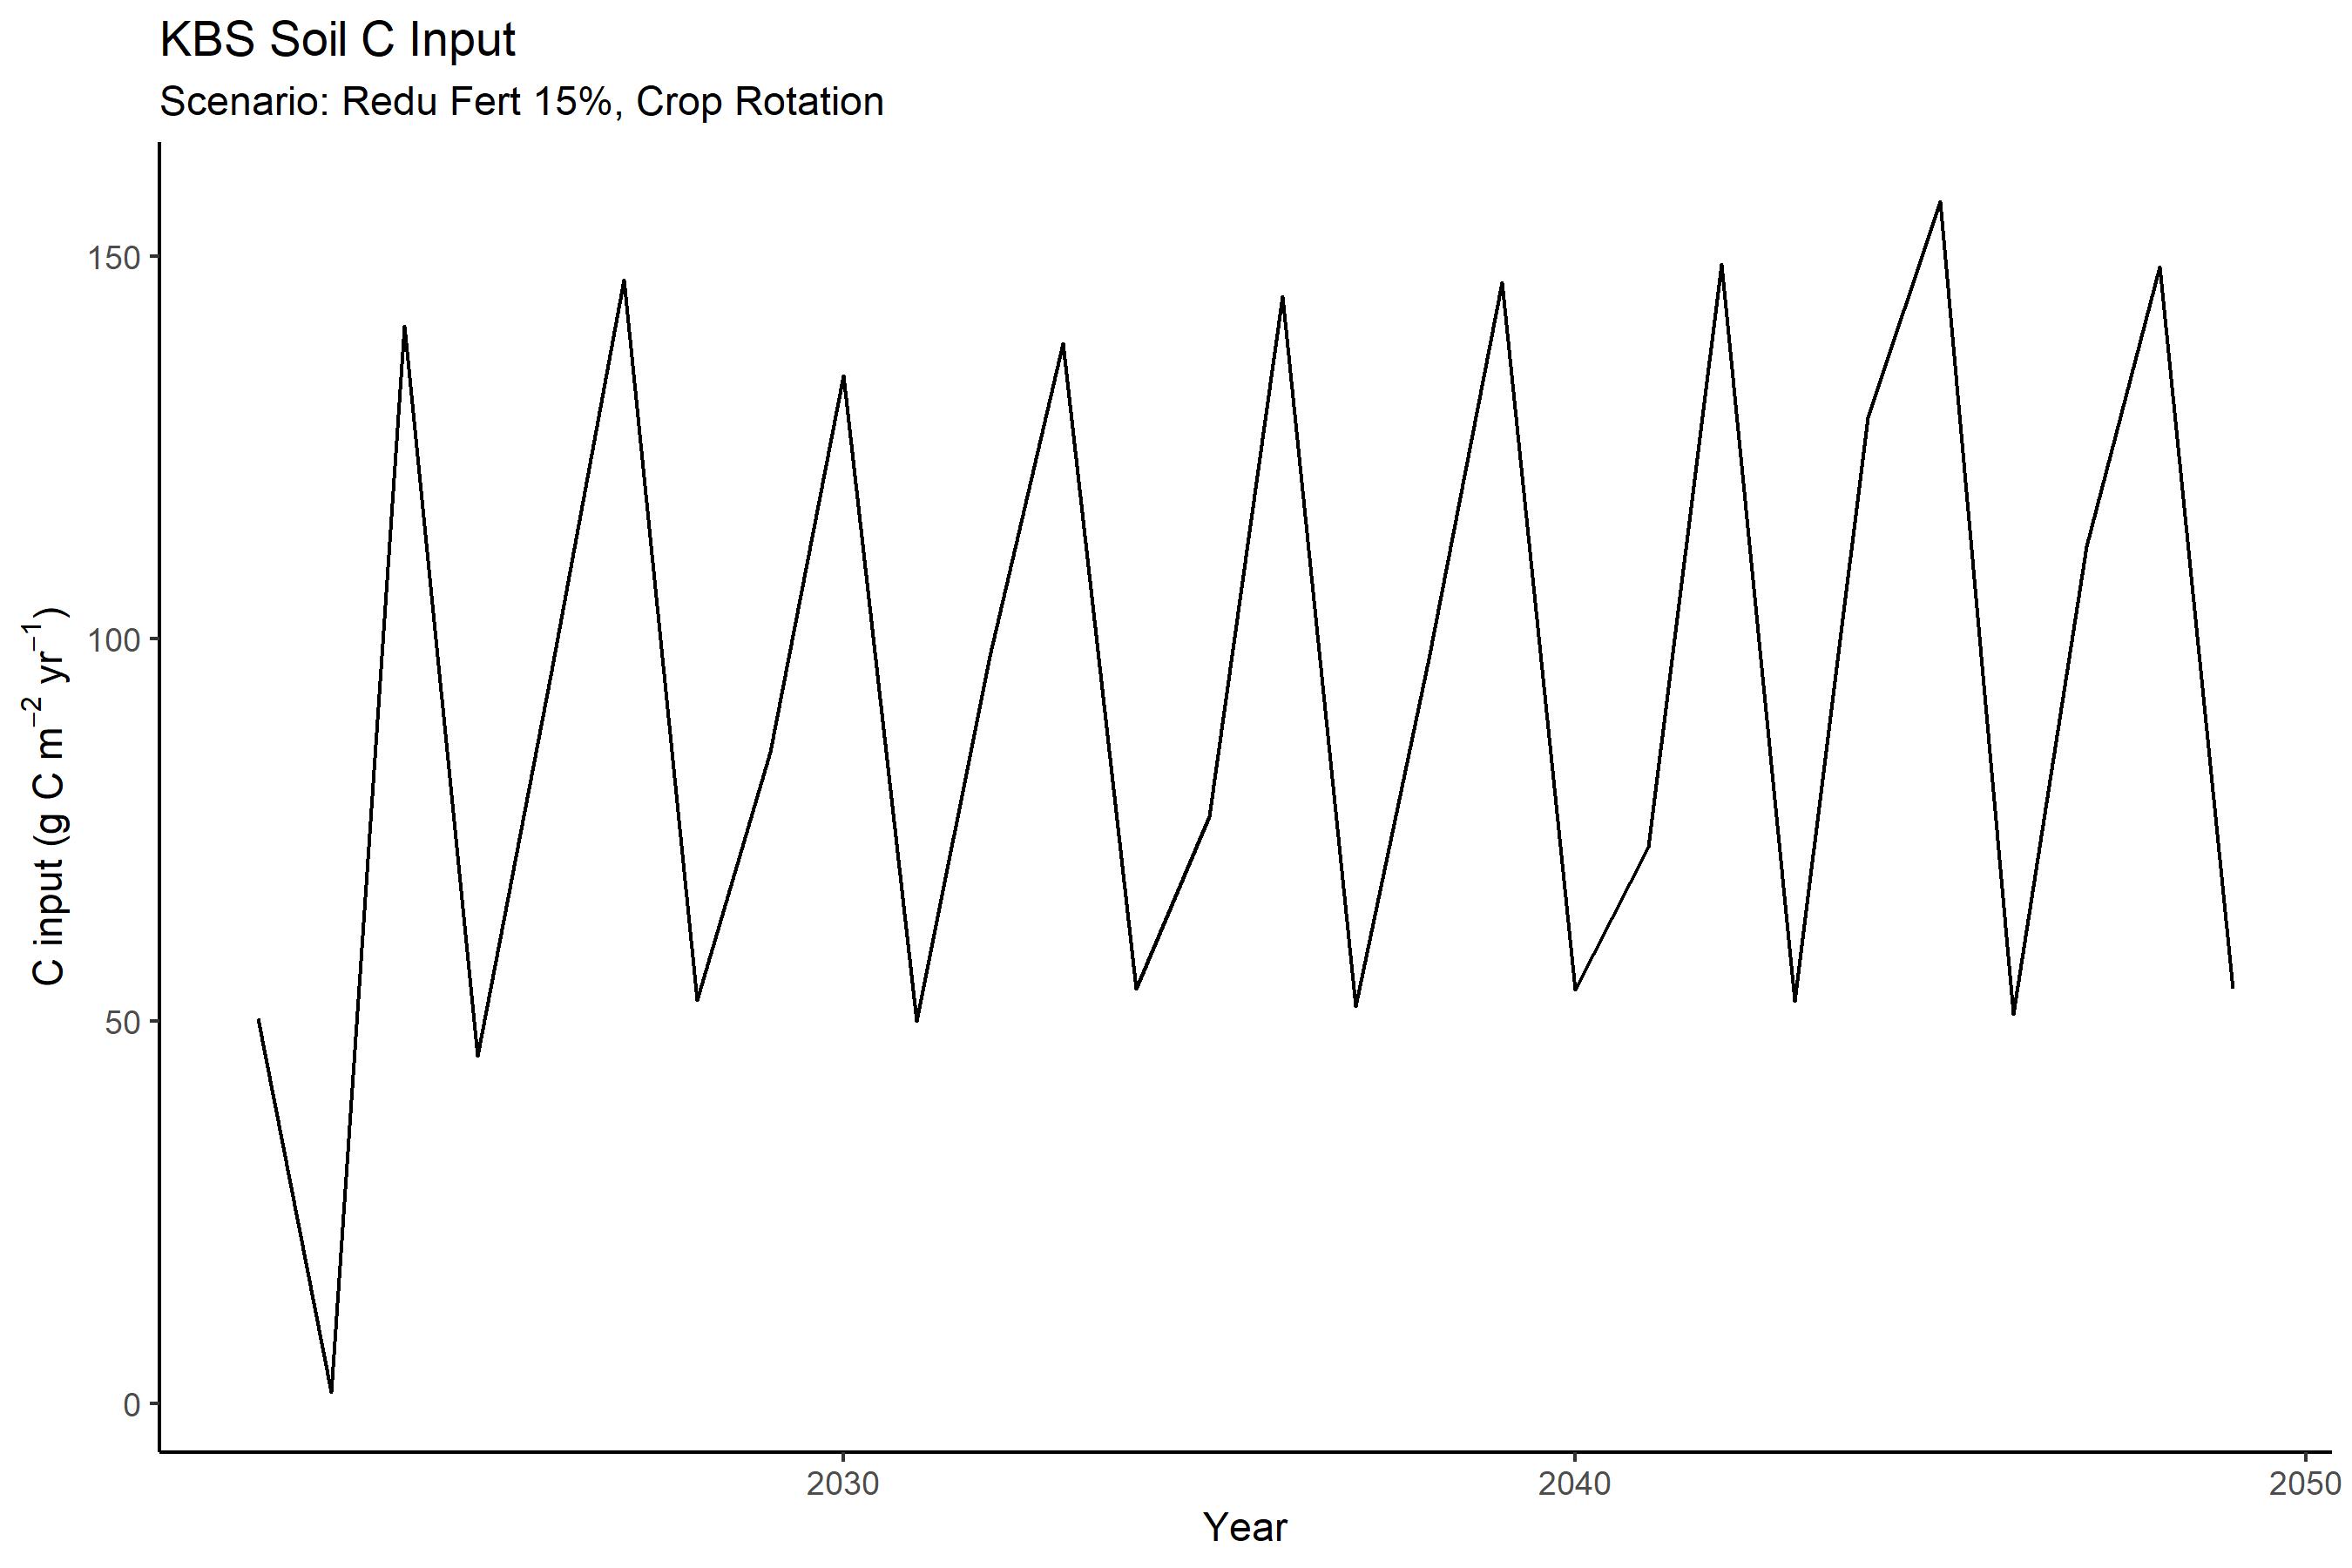 KBS Soil C Input
Scenario: Redu Fert 15%, Crop Rotation
C input (g C m⁻² yr⁻¹)
150
100
50
0
2030 2040 2050
Year